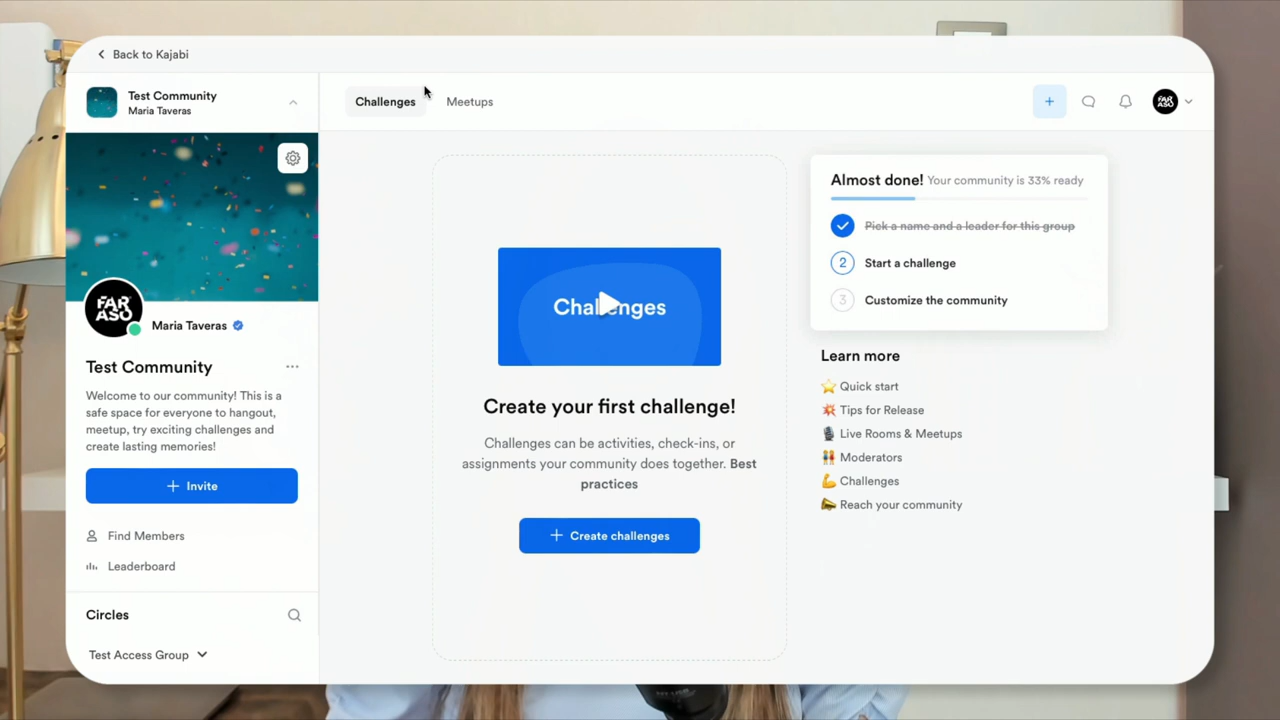 Back to Kajabi
Test Community
Maria Taveras
Challenges
Meetups
FAR
ASO
FAR
ASO
Maria Taveras
Test Community
Welcome to our community! This is a
safe space for everyone to hangout,
meetup, try exciting challenges and
create lasting memories!
Invite
Find Members
Leaderboard
Circles
Test Access Group
Challenges
Create your first challenge!
Challenges can be activities, check-ins, or
assignments your community does together. Best
practices
Create challenges
Almost done! Your community is 33% ready
Pick a name and a leader for this group
2 Start a challenge
3 Customize the community
Learn more
Quick start
Tips for Release
Live Rooms & Meetups
Moderators
Challenges
Reach your community